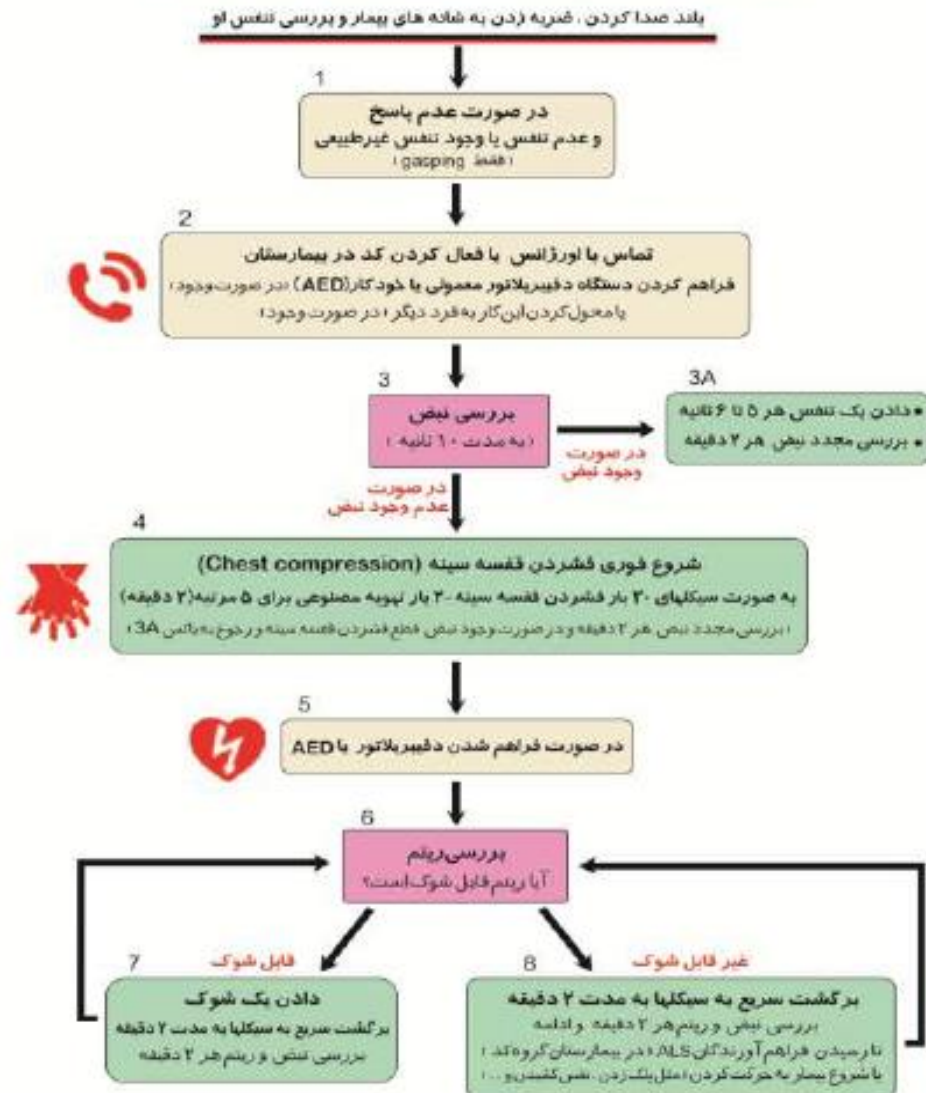 بلند صدا کردن، ضربه زدن به شانه های بیمار و بررسی تنفس او
1
در صورت عدم پاسخ
و عدم تنفس یا وجود تنفس غیرطبیعی
(فقط gasping)
2
تماس با اورژانس یا فعال کردن کد در بیمارستان
فراهم کردن دستگاه دفیبریلاتور معمولی یا خودکار(AED) (در صورت وجود)
یا محول کردن این کار به فرد دیگر (در صورت وجود)
3
بررسی نبض
(به مدت ۱۰ ثانیه)
در صورت
وجود نبض
3A
• دادن یک تنفس هر ۵ تا ۶ ثانیه
• بررسی مجدد نبض هر ۲ دقیقه
در صورت
عدم وجود نبض
4
شروع فوری فشردن قفسه سینه (Chest compression)
به صورت سیکلهای ۳۰ بار فشردن قفسه سینه -۲ بار تهویه مصنوعی برای ۵ مرتبه(۲ دقیقه)
(بررسی مجدد نبض هر ۲ دقیقه و در صورت وجود نبض قطع فشردن قفسه سینه و رجوع به باکس 3A)
5
در صورت فراهم شدن دفیبریلاتور یا AED
6
بررسی ریتم
آیا ریتم قابل شوک است؟
قابل شوک
7
دادن یک شوک
برگشت سریع به سیکلها به مدت ۲ دقیقه
بررسی نبض و ریتم هر ۲ دقیقه
غیر قابل شوک
8
برگشت سریع به سیکلها به مدت ۲ دقیقه
بررسی نبض و ریتم هر ۲ دقیقه و ادامه
تا رسیدن فراهم آورندگان ALS (در بیمارستان گروه کد)
یا شروع بیمار به حرکت کردن (مثل پلک زدن، نفس کشیدن و ...)